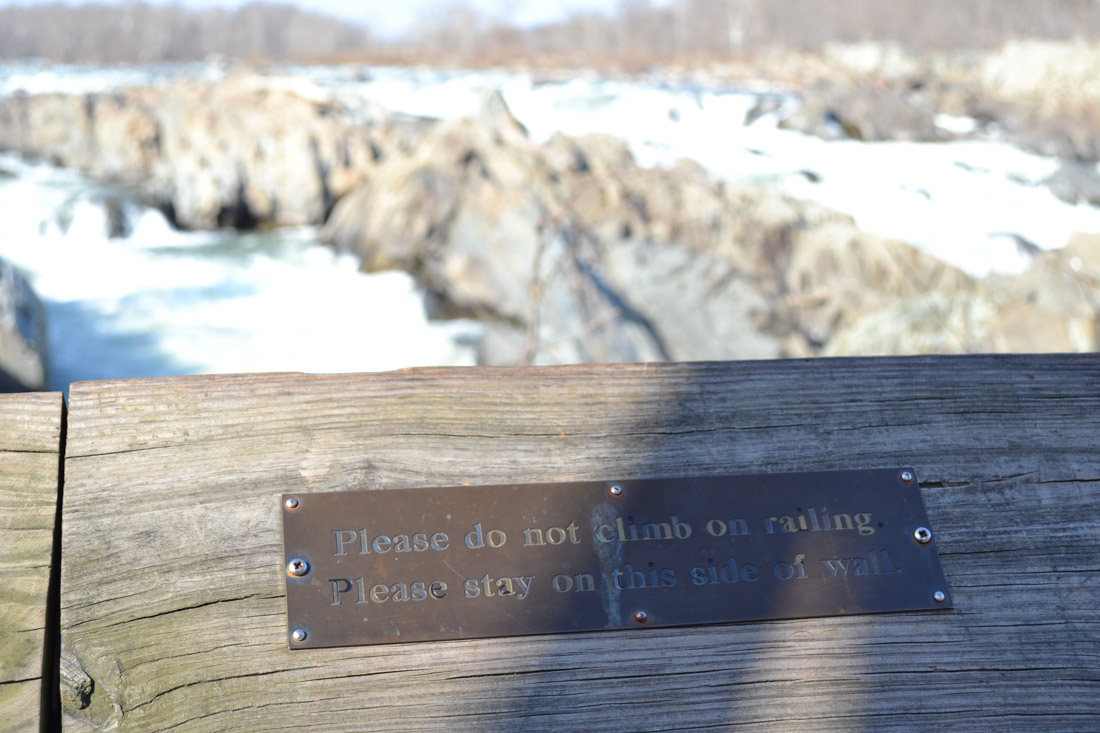 Please do not climb on railing.
Please stay on this side of wall.